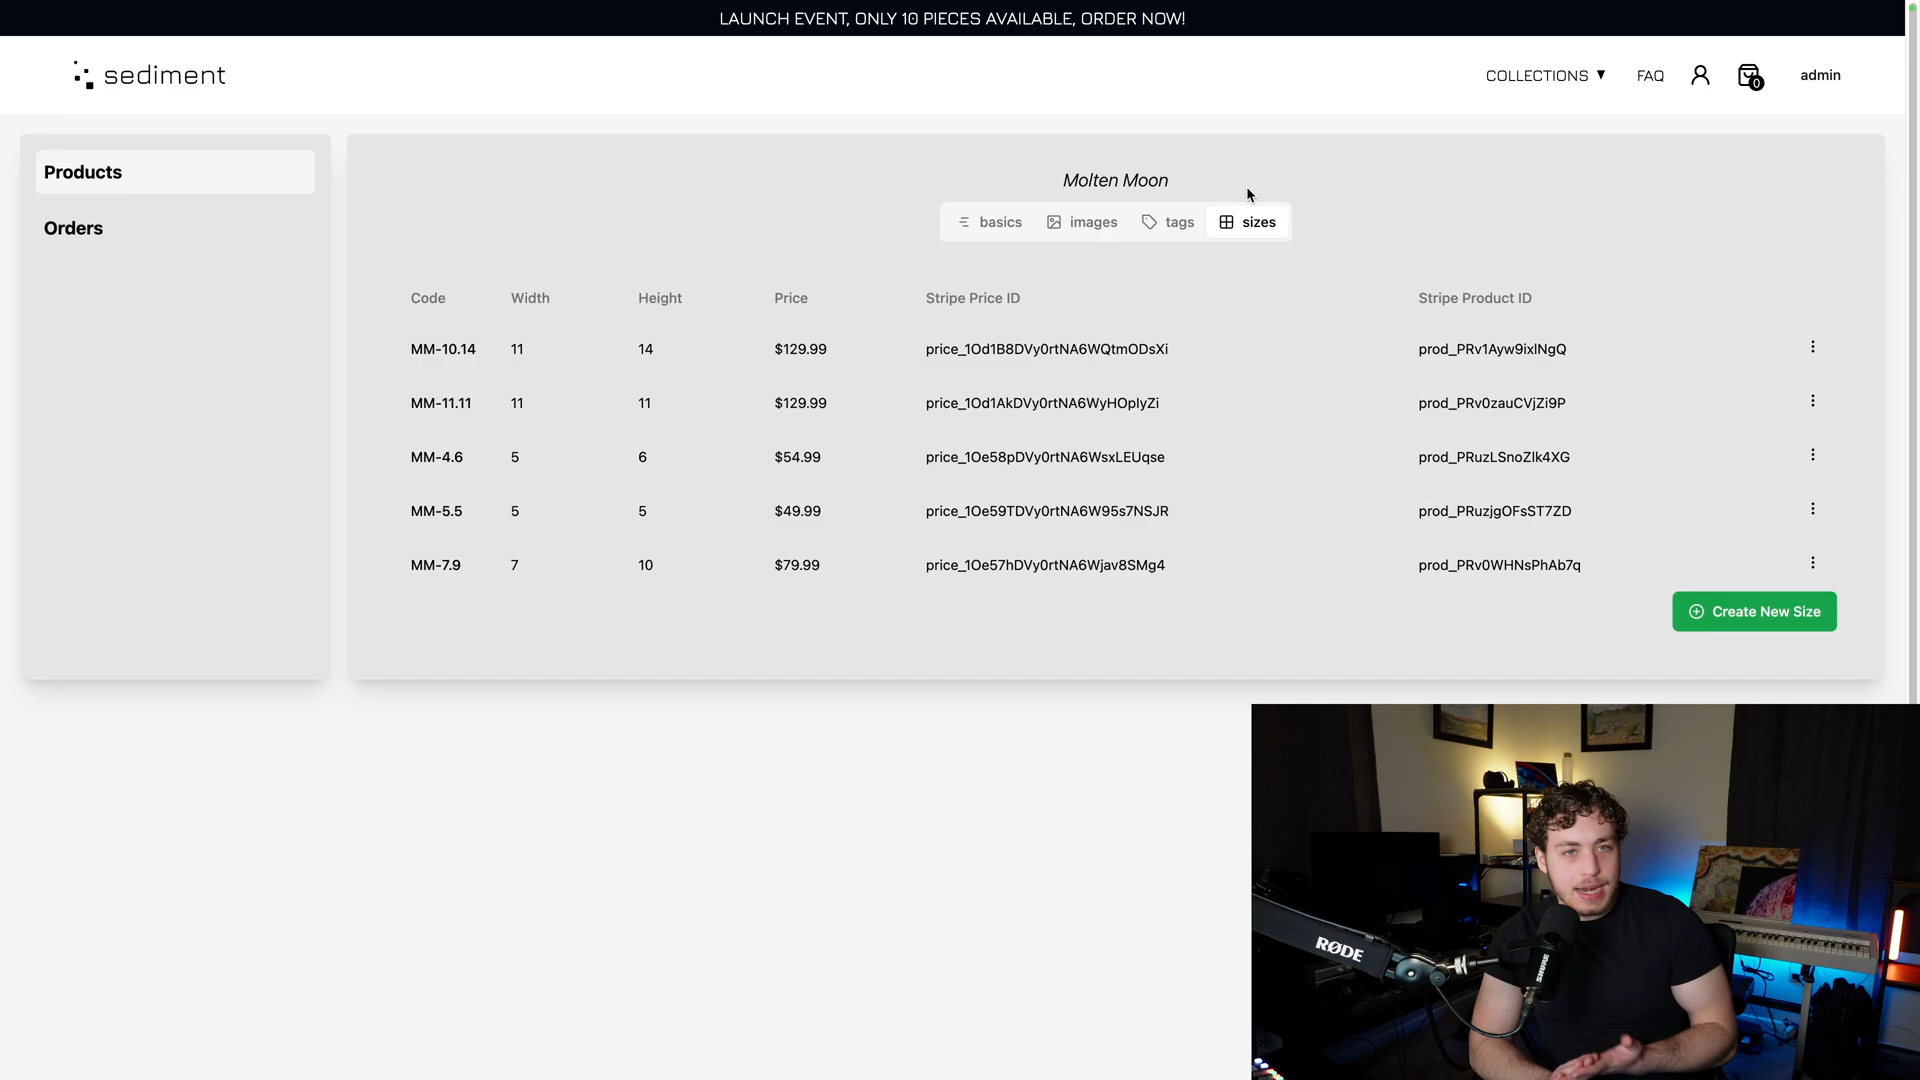 LAUNCH EVENT, ONLY 10 PIECES AVAILABLE, ORDER NOW!
sediment
COLLECTIONS ▼ FAQ 0 admin
Products
Orders
Molten Moon
basics images tags sizes
Code Width Height Price Stripe Price ID Stripe Product ID
MM-10.14 11 14 $129.99 price_1Od1B8DVy0rtNA6WQtmODsXi prod_PRv1Ayw9ixlNgQ
MM-11.11 11 11 $129.99 price_1Od1AkDVy0rtNA6WyHOplyZi prod_PRv0zauCVjZi9P
MM-4.6 5 6 $54.99 price_1Oe58pDVy0rtNA6WsxLEUqse prod_PRuzLSnoZlk4XG
MM-5.5 5 5 $49.99 price_1Oe59TDVy0rtNA6W95s7NSJR prod_PRuzjgOFsST7ZD
MM-7.9 7 10 $79.99 price_1Oe57hDVy0rtNA6Wjav8SMg4 prod_PRv0WHNsPhAb7q
Create New Size
RØDE
SHURE